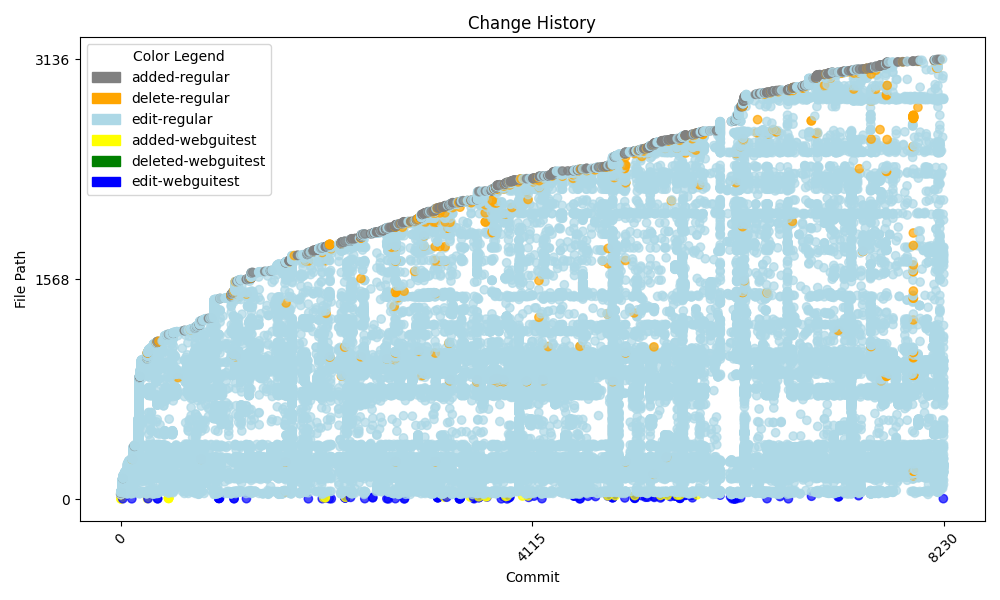 Change History
3136
1568
0
File Path
Color Legend
added-regular
delete-regular
edit-regular
added-webguitest
deleted-webguitest
edit-webguitest
0
4115
8230
Commit